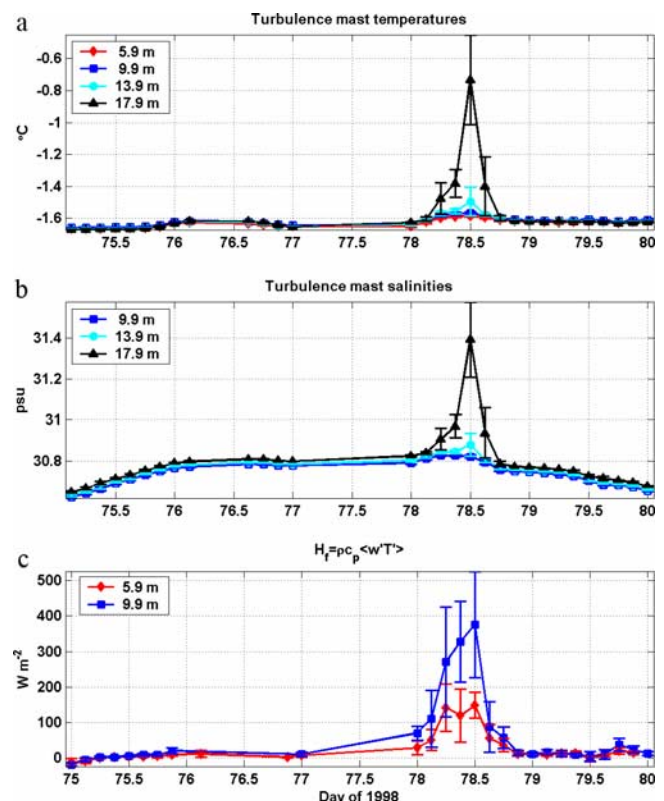 a
Turbulence mast temperatures
5.9 m
9.9 m
13.9 m
17.9 m
-0.6
-0.8
-1
-1.2
-1.4
-1.6
°C
75.5 76 76.5 77 77.5 78 78.5 79 79.5 80
b
Turbulence mast salinities
9.9 m
13.9 m
17.9 m
31.4
31.2
31
30.8
psu
75.5 76 76.5 77 77.5 78 78.5 79 79.5 80
c
H_f=ρc_p<w'T'>
5.9 m
9.9 m
500
400
300
200
100
0
W m⁻²
75 75.5 76 76.5 77 77.5 78 78.5 79 79.5 80
Day of 1998